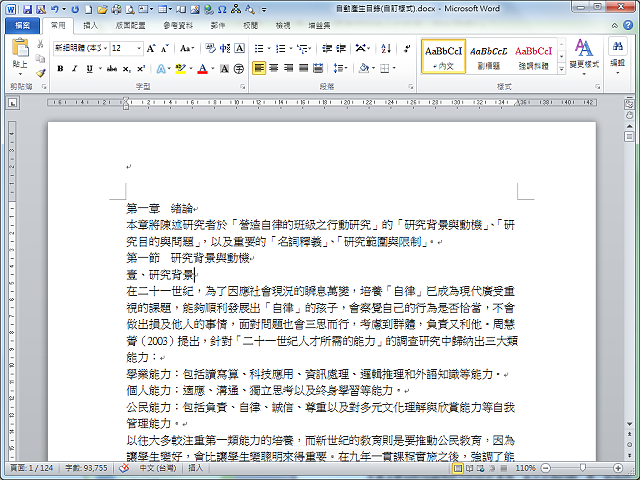 自動產生目錄(自訂樣式).docx - Microsoft Word
檔案 常用 插入 版面配置 參考資料 郵件 校閱 檢視 增益集
新細明體 (本文 12
貼上
變更樣式
編輯
AaBbCcI AaBbCcL AaBbCcI
內文 副標題 強調斜體
剪貼簿 字型 段落 樣式
第一章 緒論
本章將陳述研究者於「營造自律的班級之行動研究」的「研究背景與動機」、「研
究目的與問題」，以及重要的「名詞釋義」、「研究範圍與限制」。
第一節 研究背景與動機
壹、研究背景
在二十一世紀，為了因應社會現況的瞬息萬變，培養「自律」已成為現代廣受重
視的課題，能夠順利發展出「自律」的孩子，會察覺自己的行為是否恰當，不會
做出損及他人的事情，面對問題也會三思而行，考慮到群體，負責又利他。周慧
菁（2003）提出，針對「二十一世紀人才所需的能力」的調查研究中歸納出三大類
能力：
學業能力：包括讀寫算、科技應用、資訊處理、邏輯推理和外語知識等能力。
個人能力：適應、溝通、獨立思考以及終身學習等能力。
公民能力：包括負責、自律、誠信、尊重以及對多元文化理解與欣賞能力等自我
管理能力。
以往大多較注重第一類能力的培養，而新世紀的教育則是要推動公民教育，因為
讓學生變好，會比讓學生變聰明來得重要。在九年一貫課程實施之後，強調了能
頁面: 1 / 124 字數: 93,755 中文 (台灣) 插入 110%